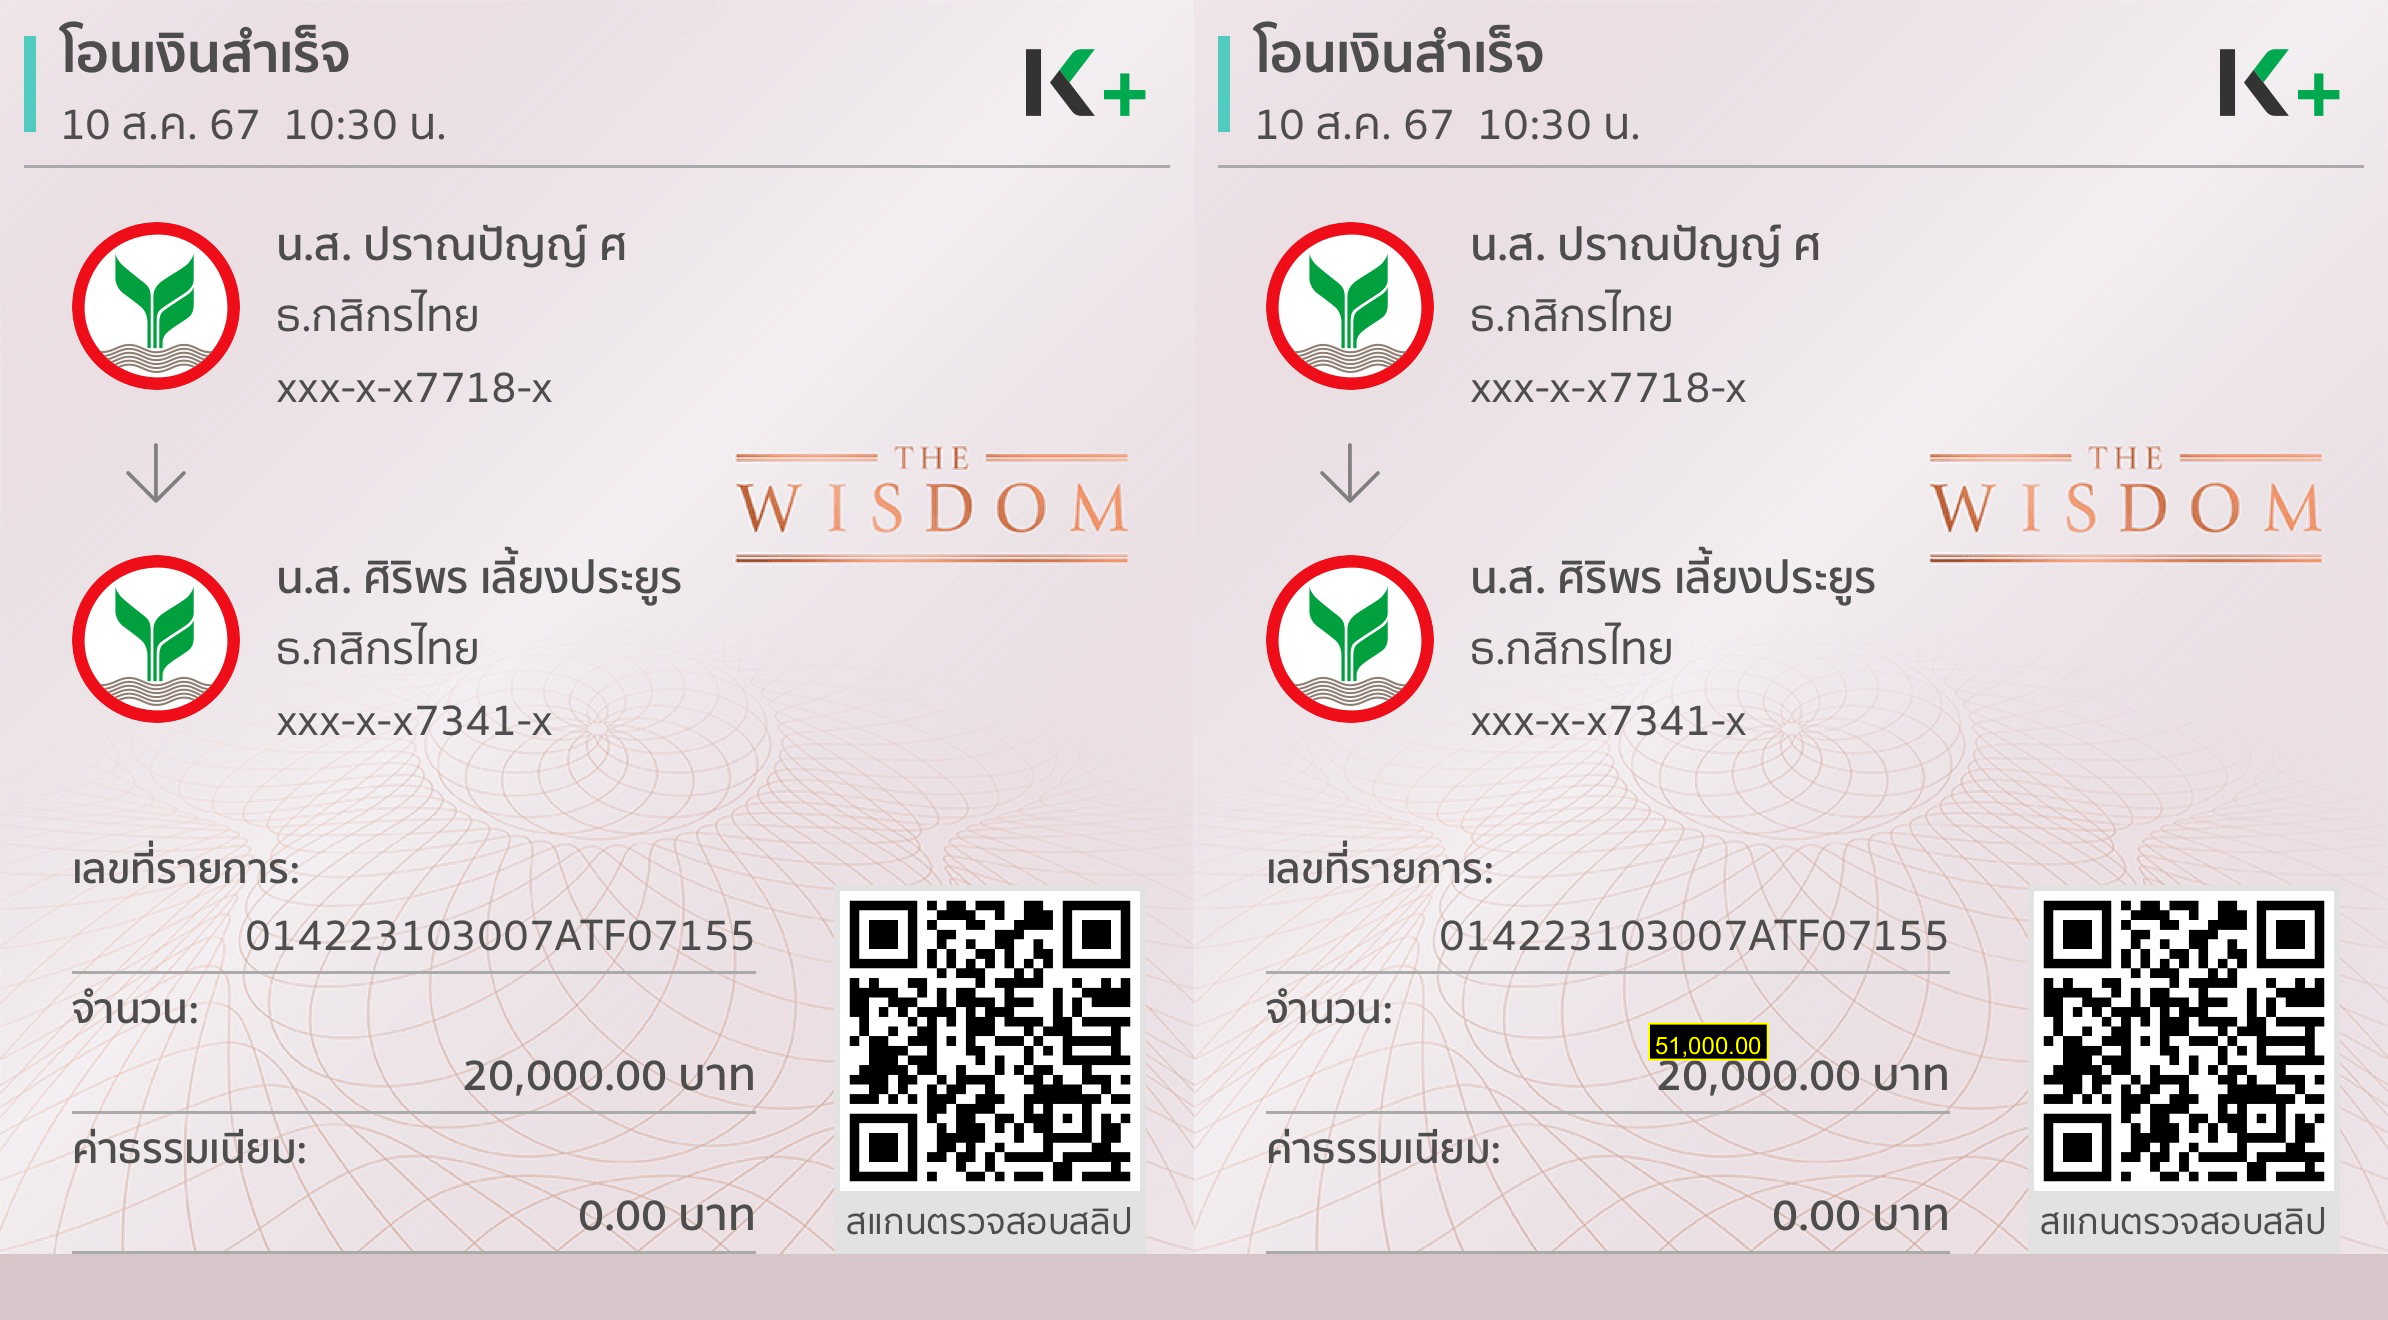 โอนเงินสำเร็จ
10 ส.ค. 67 10:30 น.
K+
น.ส. ปราณปัญญ์ ศ
ธ.กสิกรไทย
xxx-x-x7718-x
THE
WISDOM
น.ส. ศิริพร เลี้ยงประยูร
ธ.กสิกรไทย
xxx-x-x7341-x
เลขที่รายการ:
014223103007ATF07155
จำนวน:
20,000.00 บาท
ค่าธรรมเนียม:
0.00 บาท
สแกนตรวจสอบสลิป
โอนเงินสำเร็จ
10 ส.ค. 67 10:30 น.
K+
น.ส. ปราณปัญญ์ ศ
ธ.กสิกรไทย
xxx-x-x7718-x
THE
WISDOM
น.ส. ศิริพร เลี้ยงประยูร
ธ.กสิกรไทย
xxx-x-x7341-x
เลขที่รายการ:
014223103007ATF07155
จำนวน:
51,000.00
20,000.00 บาท
ค่าธรรมเนียม:
0.00 บาท
สแกนตรวจสอบสลิป